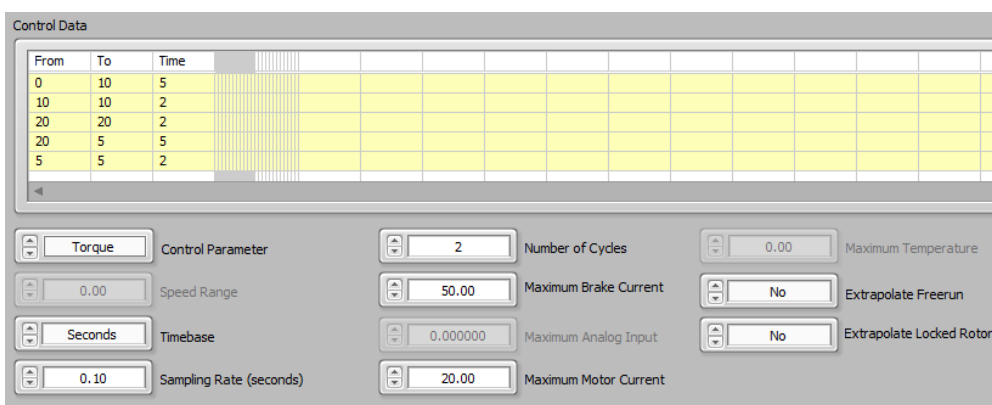 Control Data
From To Time
0 10 5
10 10 2
20 20 2
20 5 5
5 5 2
Torque Control Parameter 2 Number of Cycles 0.00 Maximum Temperature
0.00 Speed Range 50.00 Maximum Brake Current No Extrapolate Freerun
Seconds Timebase 0.000000 Maximum Analog Input No Extrapolate Locked Rotor
0.10 Sampling Rate (seconds) 20.00 Maximum Motor Current